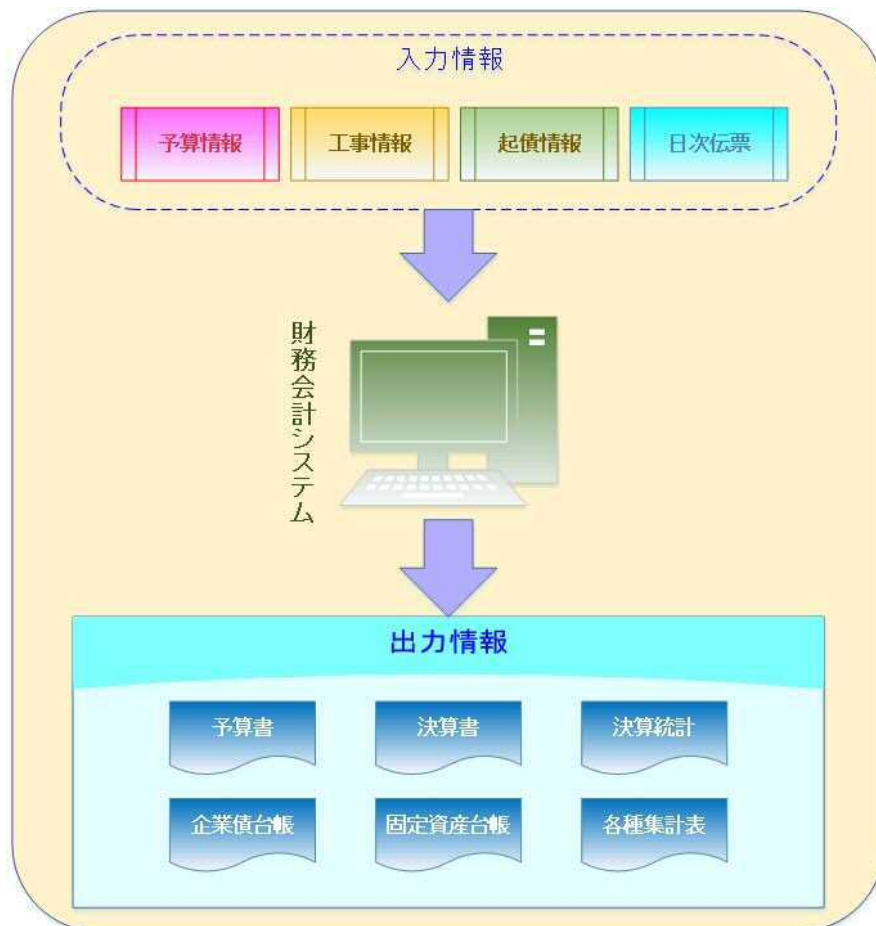 入力情報
予算情報 工事情報 起債情報 日次伝票
財務会計システム
出力情報
予算書 決算書 決算統計
企業債台帳 固定資産台帳 各種集計表